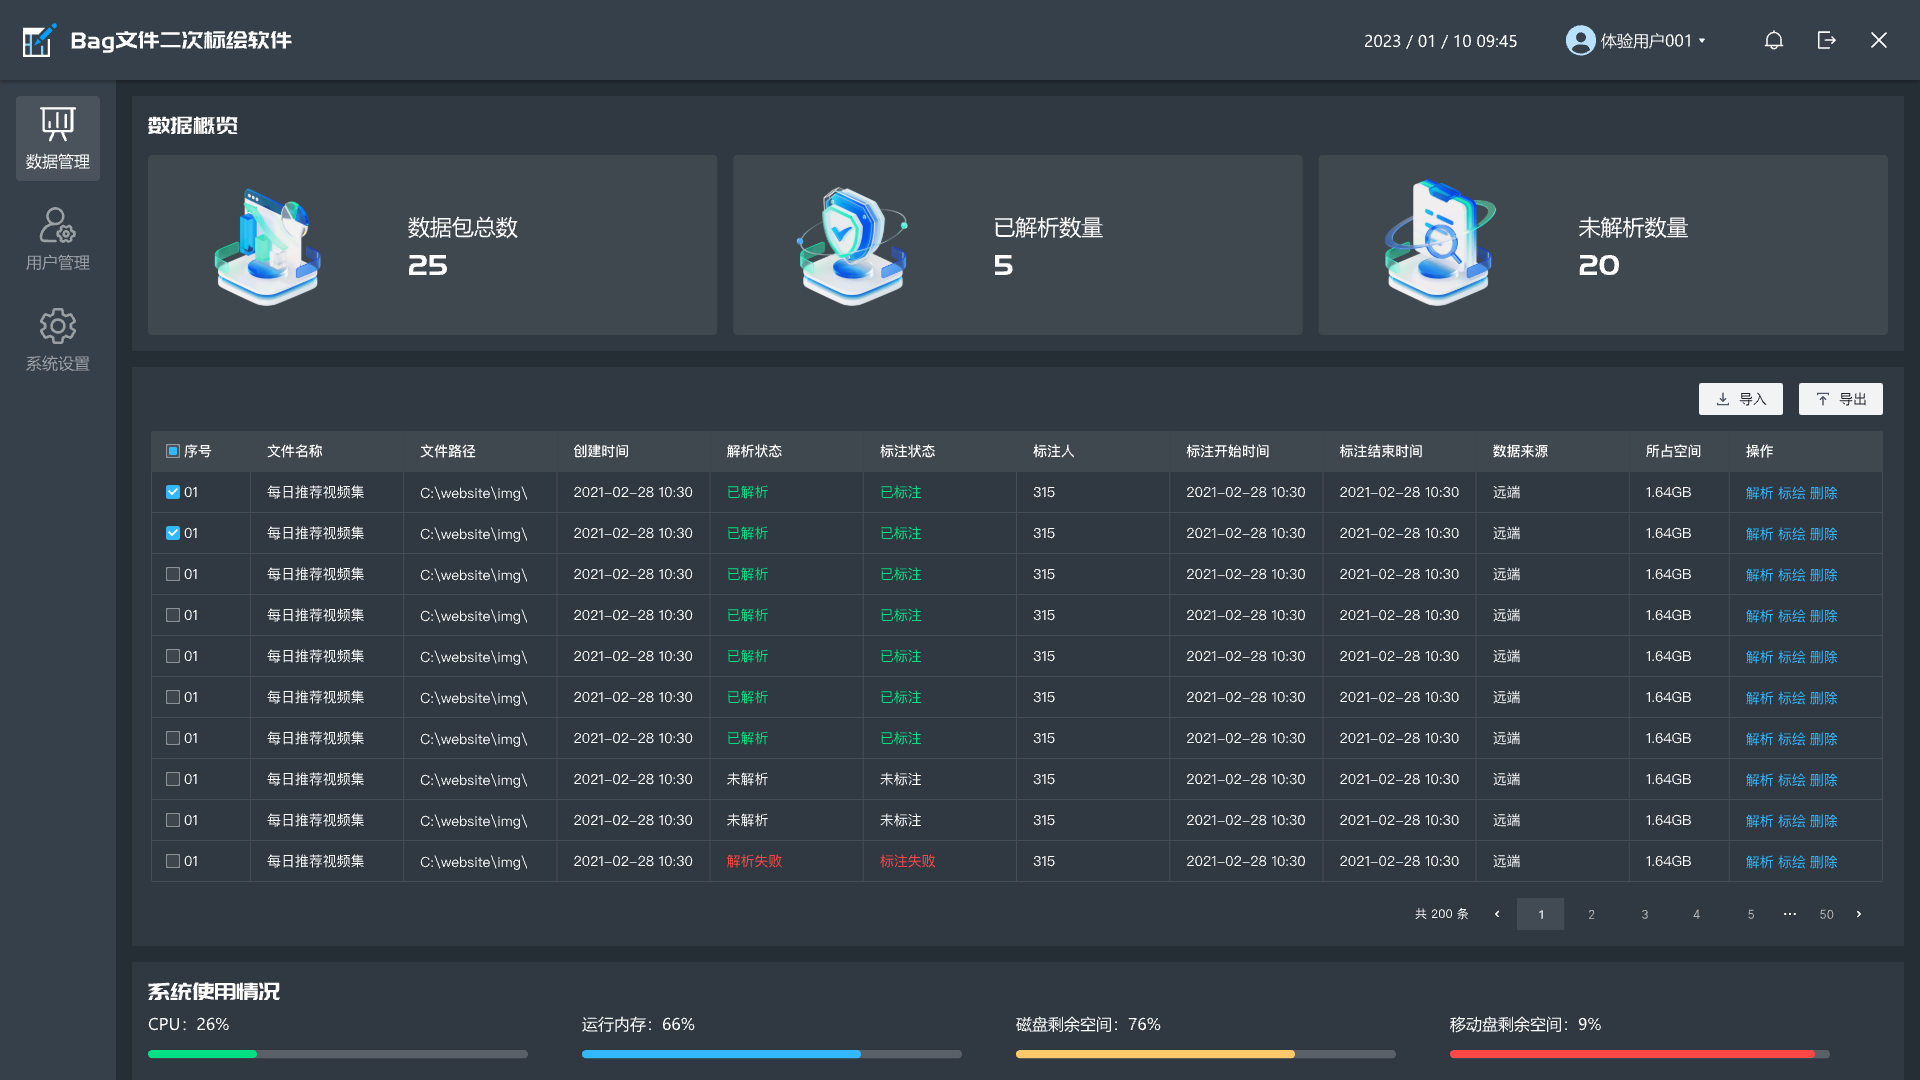 Bag文件二次标绘软件
2023 / 01 / 10 09:45
体验用户001
数据管理
用户管理
系统设置
数据概览
数据包总数
25
已解析数量
5
未解析数量
20
导入
导出
序号 文件名称 文件路径 创建时间 解析状态 标注状态 标注人 标注开始时间 标注结束时间 数据来源 所占空间 操作
01 每日推荐视频集 C:\website\img\ 2021-02-28 10:30 已解析 已标注 315 2021-02-28 10:30 2021-02-28 10:30 远端 1.64GB 解析 标绘 删除
01 每日推荐视频集 C:\website\img\ 2021-02-28 10:30 已解析 已标注 315 2021-02-28 10:30 2021-02-28 10:30 远端 1.64GB 解析 标绘 删除
01 每日推荐视频集 C:\website\img\ 2021-02-28 10:30 已解析 已标注 315 2021-02-28 10:30 2021-02-28 10:30 远端 1.64GB 解析 标绘 删除
01 每日推荐视频集 C:\website\img\ 2021-02-28 10:30 已解析 已标注 315 2021-02-28 10:30 2021-02-28 10:30 远端 1.64GB 解析 标绘 删除
01 每日推荐视频集 C:\website\img\ 2021-02-28 10:30 已解析 已标注 315 2021-02-28 10:30 2021-02-28 10:30 远端 1.64GB 解析 标绘 删除
01 每日推荐视频集 C:\website\img\ 2021-02-28 10:30 已解析 已标注 315 2021-02-28 10:30 2021-02-28 10:30 远端 1.64GB 解析 标绘 删除
01 每日推荐视频集 C:\website\img\ 2021-02-28 10:30 已解析 已标注 315 2021-02-28 10:30 2021-02-28 10:30 远端 1.64GB 解析 标绘 删除
01 每日推荐视频集 C:\website\img\ 2021-02-28 10:30 未解析 未标注 315 2021-02-28 10:30 2021-02-28 10:30 远端 1.64GB 解析 标绘 删除
01 每日推荐视频集 C:\website\img\ 2021-02-28 10:30 未解析 未标注 315 2021-02-28 10:30 2021-02-28 10:30 远端 1.64GB 解析 标绘 删除
01 每日推荐视频集 C:\website\img\ 2021-02-28 10:30 解析失败 标注失败 315 2021-02-28 10:30 2021-02-28 10:30 远端 1.64GB 解析 标绘 删除
共 200 条 1 2 3 4 5 ··· 50
系统使用情况
CPU：26%
运行内存：66%
磁盘剩余空间：76%
移动盘剩余空间：9%